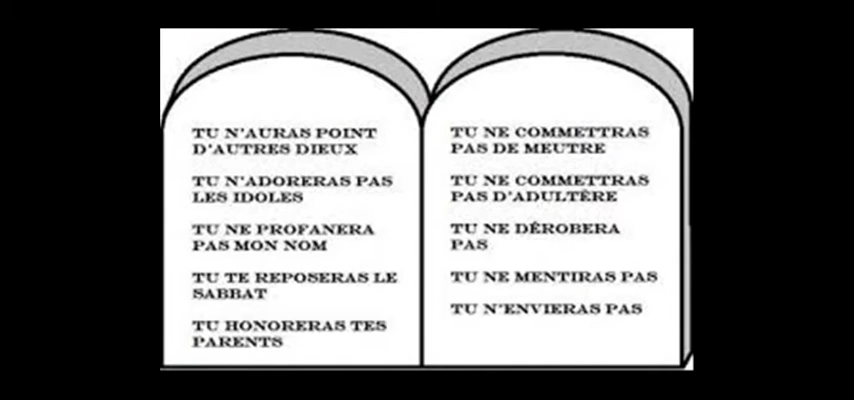 TU N'AURAS POINT
D'AUTRES DIEUX
TU N'ADORERAS PAS
LES IDOLES
TU NE PROFANERA
PAS MON NOM
TU TE REPOSERAS LE
SABBAT
TU HONORERAS TES
PARENTS
TU NE COMMETTRAS
PAS DE MEUTRE
TU NE COMMETTRAS
PAS D'ADULTÈRE
TU NE DÉROBERA
PAS
TU NE MENTIRAS PAS
TU N'ENVIERAS PAS